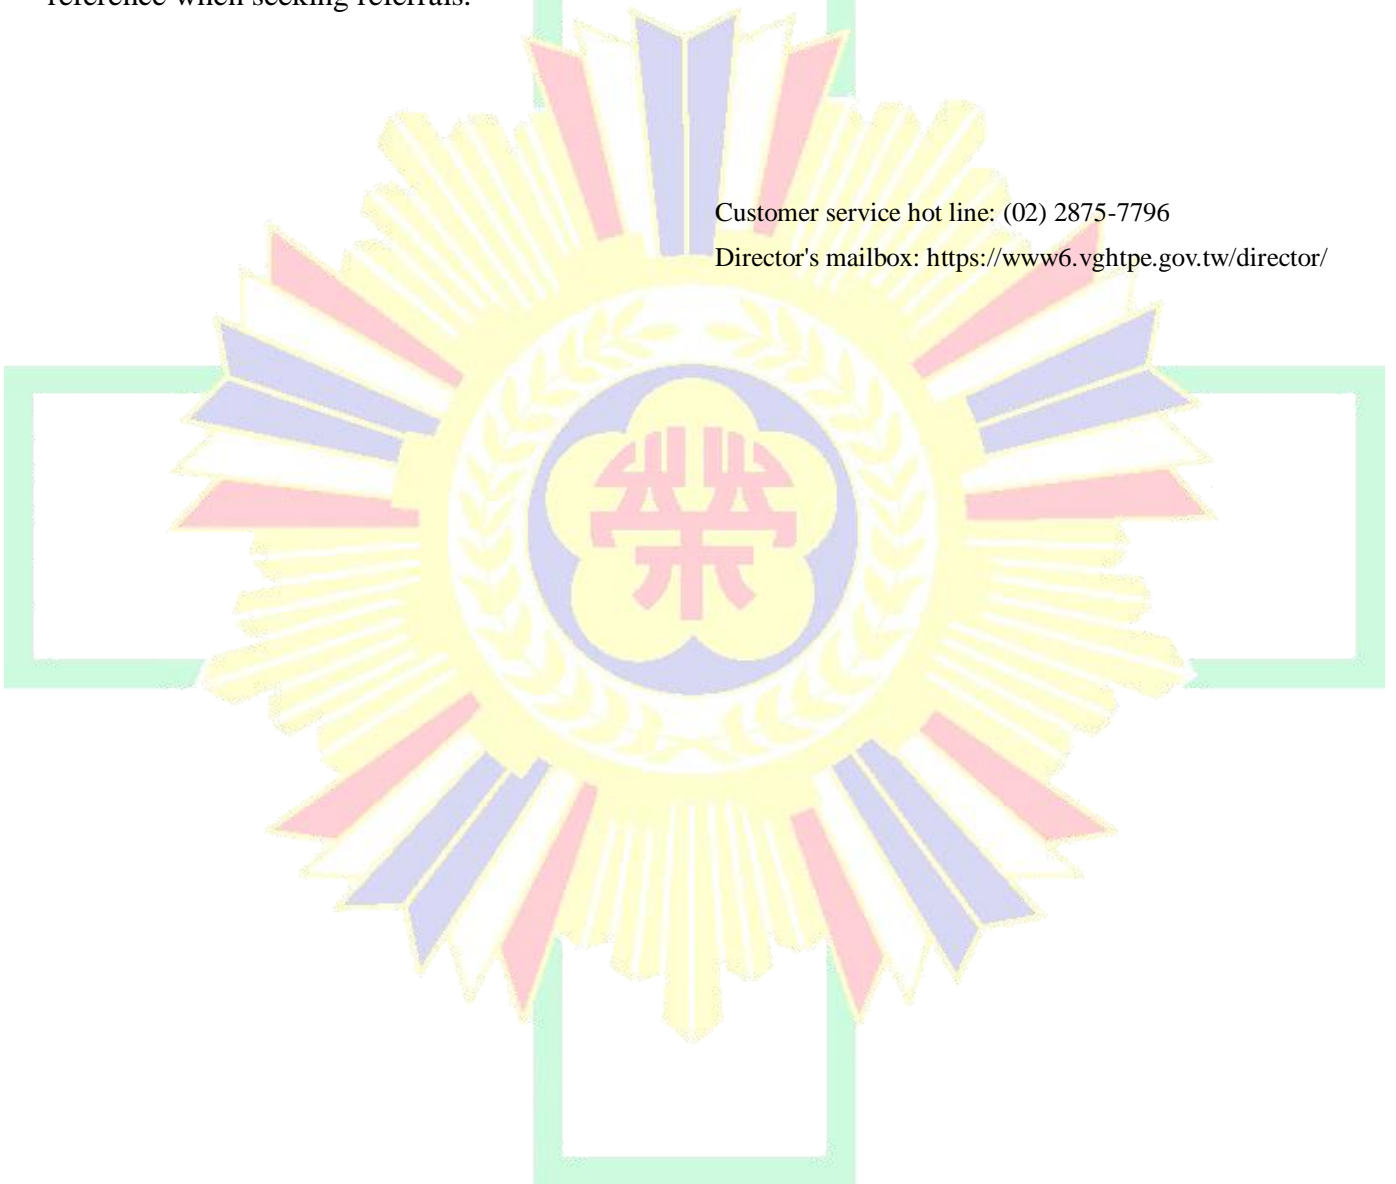 reference when seeking referrals.
Customer service hot line: (02) 2875-7796
Director's mailbox: https://www6.vghtpe.gov.tw/director/
榮